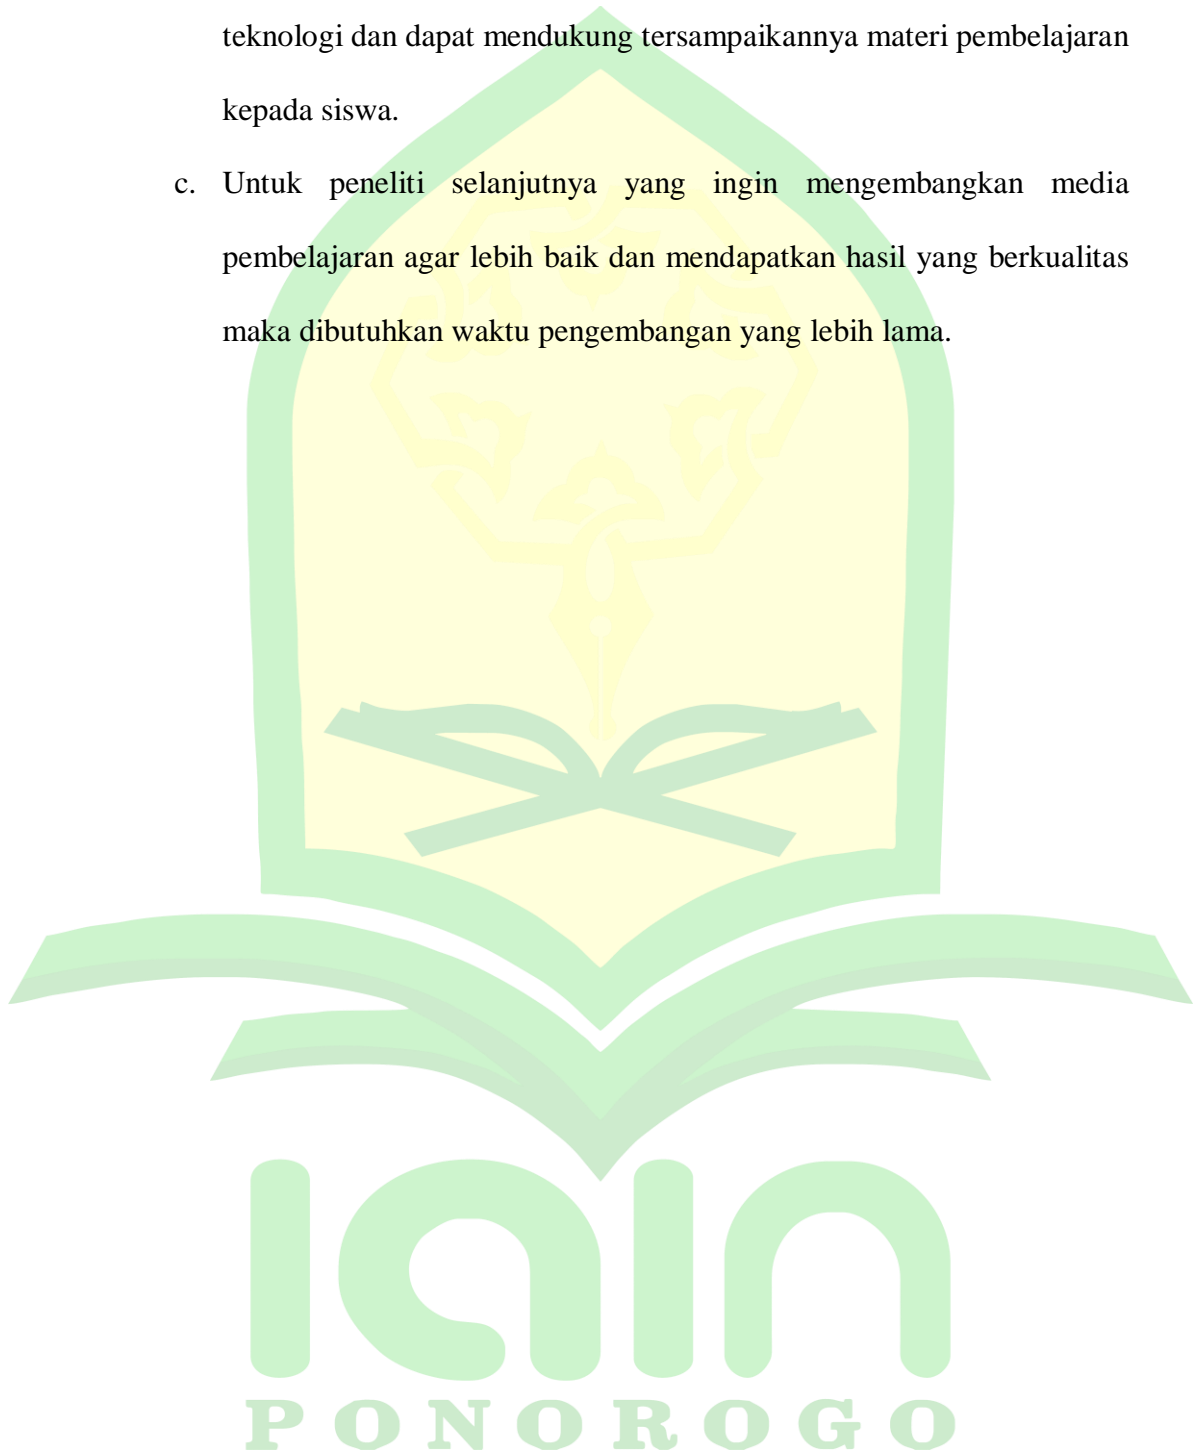 teknologi dan dapat mendukung tersampaikannya materi pembelajaran
kepada siswa.
c. Untuk peneliti selanjutnya yang ingin mengembangkan media
pembelajaran agar lebih baik dan mendapatkan hasil yang berkualitas
maka dibutuhkan waktu pengembangan yang lebih lama.
iain
PONOROGO